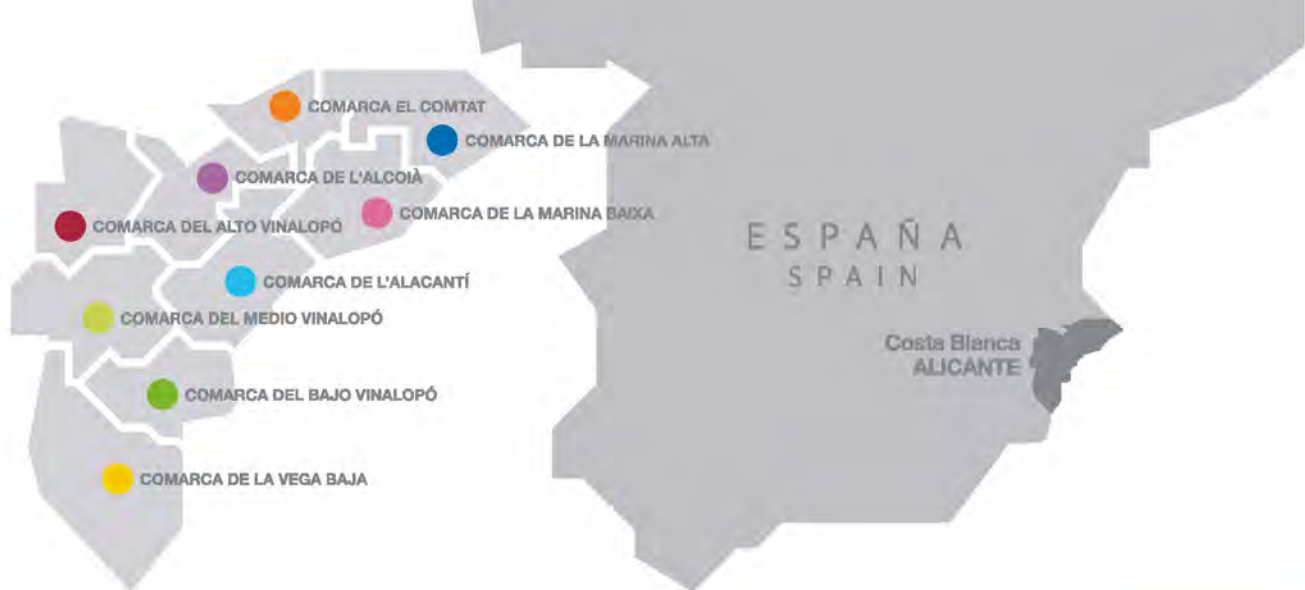 COMARCA EL COMTAT
COMARCA DE LA MARINA ALTA
COMARCA DE L'ALCOIÀ
COMARCA DE LA MARINA BAIXA
COMARCA DEL ALTO VINALOPÓ
COMARCA DE L'ALACANTÍ
COMARCA DEL MEDIO VINALOPÓ
COMARCA DEL BAJO VINALOPÓ
COMARCA DE LA VEGA BAJA
ESPAÑA
SPAIN
Costa Blanca
ALICANTE